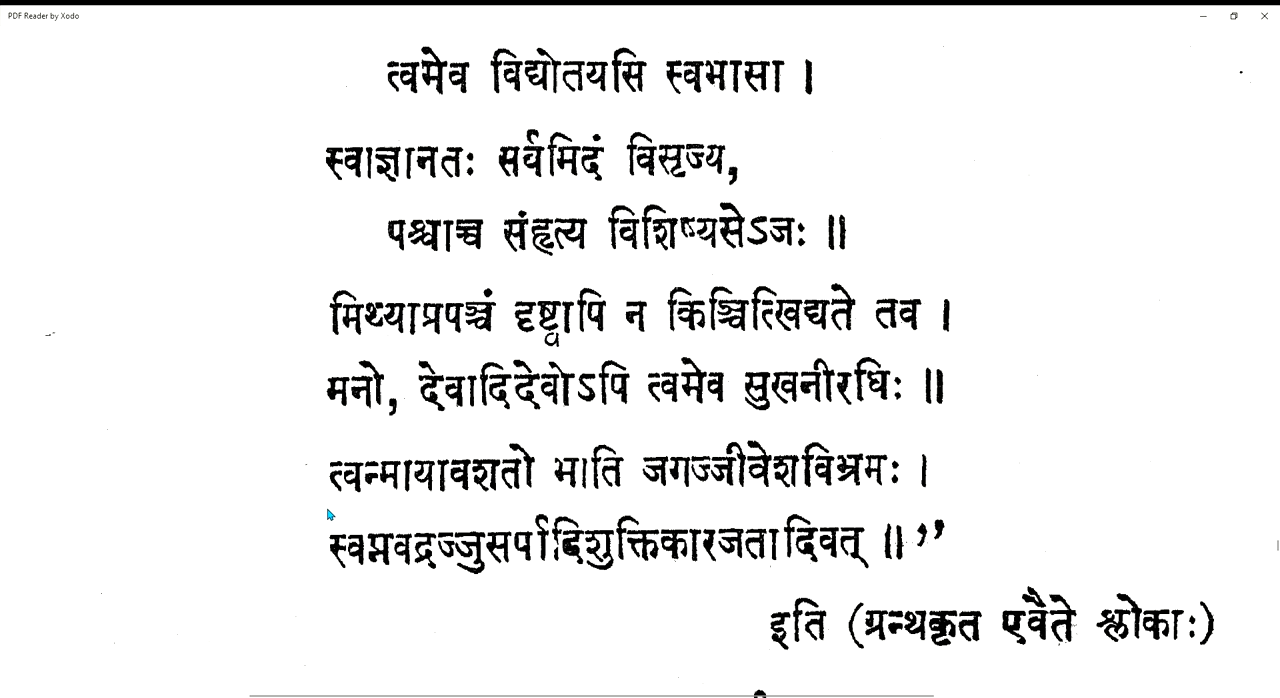 PDF Reader by Xodo
त्वमेव विद्योतयसि स्वभासा ।
स्वाज्ञानतः सर्वमिदं विसृज्य,
पश्चाच्च संहृत्य विशिष्यसेऽजः ॥
मिथ्याप्रपञ्चं दृष्ट्वापि न किञ्चित्खिद्यते तव ।
मनो, देवादिदेवोऽपि त्वमेव सुखनीरधिः ॥
त्वन्मायावशतो भाति जगज्जीवेशविभ्रमः ।
स्वप्नवद्रज्जुसर्पादिशुक्तिकारजतादिवत् ॥ ’’
इति (ग्रन्थकृत एवैते श्लोकाः)